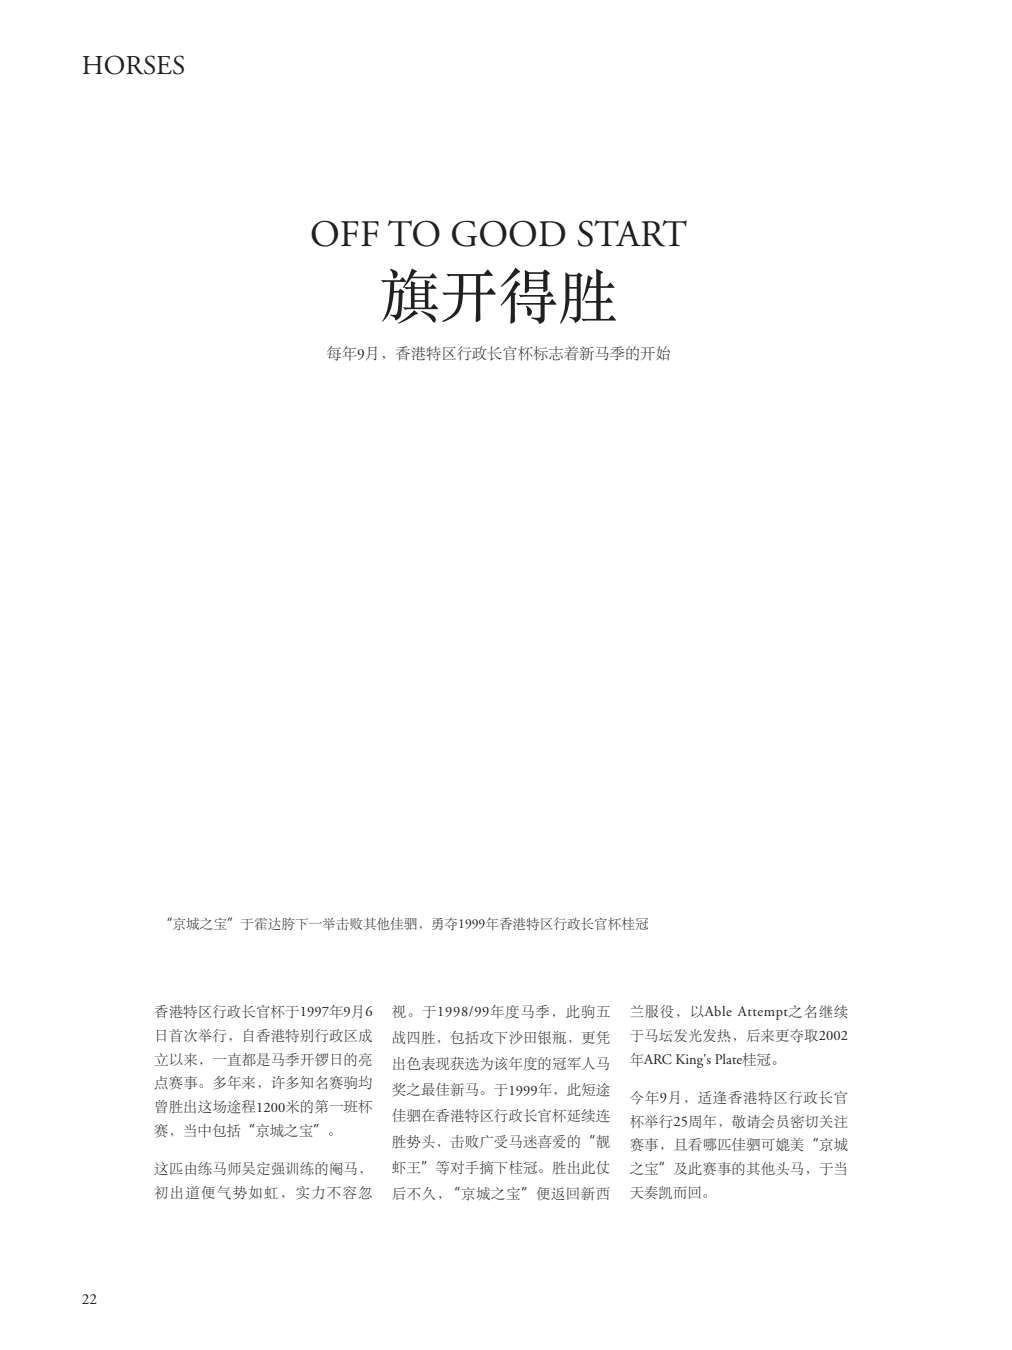 HORSES
OFF TO GOOD START
旗开得胜
每年9月，香港特区行政长官杯标志着新马季的开始
“京城之宝”于霍达胯下一举击败其他佳驷，勇夺1999年香港特区行政长官杯桂冠
香港特区行政长官杯于1997年9月6
日首次举行，自香港特别行政区成
立以来，一直都是马季开锣日的亮
点赛事。多年来，许多知名赛驹均
曾胜出这场途程1200米的第一班杯
赛，当中包括“京城之宝”。
这匹由练马师吴定强训练的阉马，
初出道便气势如虹，实力不容忽
视。于1998/99年度马季，此驹五
战四胜，包括攻下沙田银瓶，更凭
出色表现获选为该年度的冠军人马
奖之最佳新马。于1999年，此短途
佳驷在香港特区行政长官杯延续连
胜势头，击败广受马迷喜爱的“靓
虾王”等对手摘下桂冠。胜出此仗
后不久，“京城之宝”便返回新西
兰服役，以Able Attempt之名继续
于马坛发光发热，后来更夺取2002
年ARC King's Plate桂冠。
今年9月，适逢香港特区行政长官
杯举行25周年，敬请会员密切关注
赛事，且看哪匹佳驷可媲美“京城
之宝”及此赛事的其他头马，于当
天奏凯而回。
22